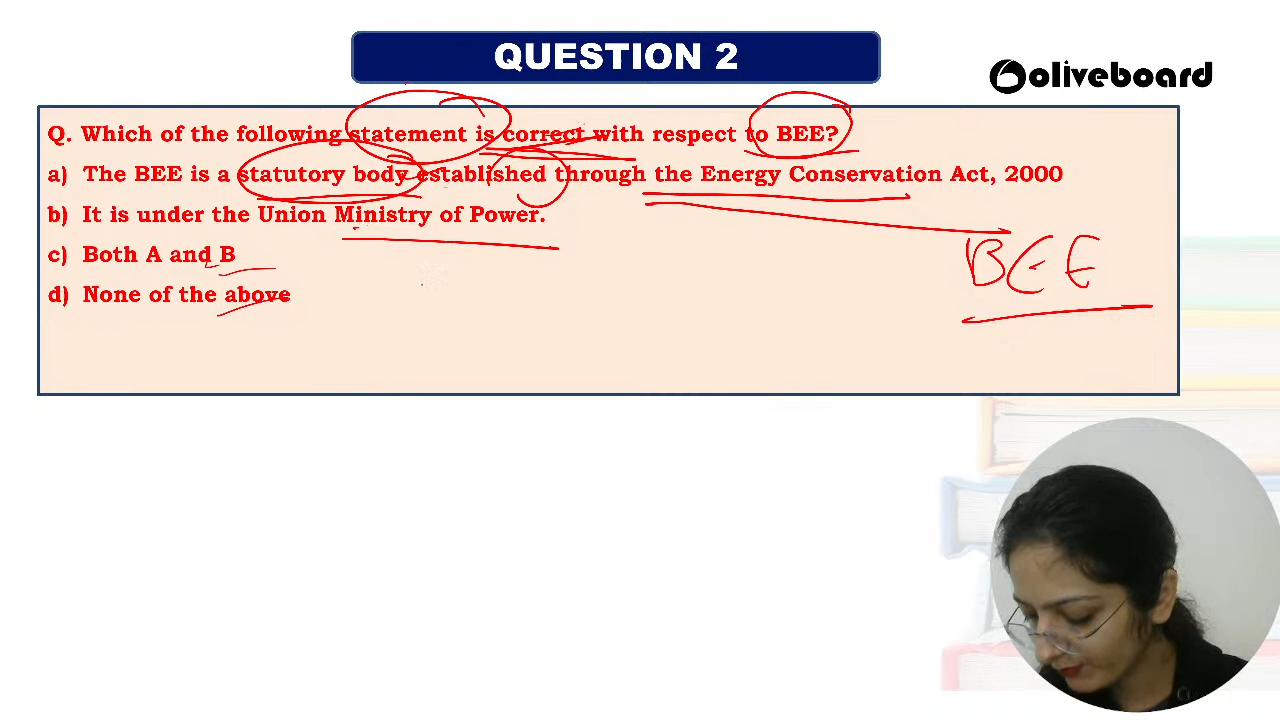 QUESTION 2
oliveboard
Q. Which of the following statement is correct with respect to BEE?
a) The BEE is a statutory body established through the Energy Conservation Act, 2000
b) It is under the Union Ministry of Power.
c) Both A and B
d) None of the above
BEE